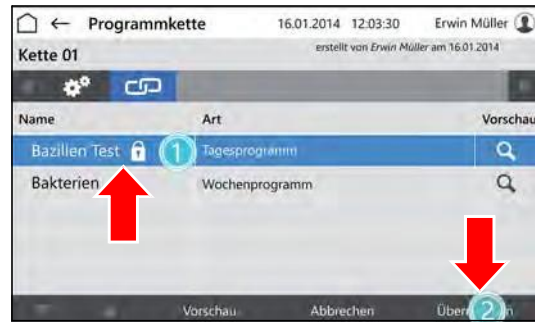 Programmkette 16.01.2014 12:03:30 Erwin Müller
Kette 01 erstellt von Erwin Müller am 16.01.2014
Name Art Vorschau
Bazillen Test 1 Tagesprogramm
Bakterien Wochenprogramm
Vorschau Abbrechen 2